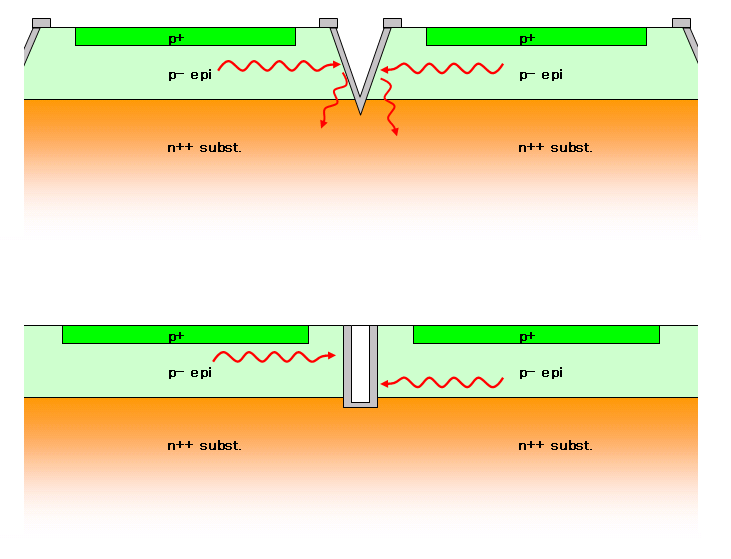 p+ p+
p- epi p- epi
n++ subst. n++ subst.
p+ p+
p- epi p- epi
n++ subst. n++ subst.